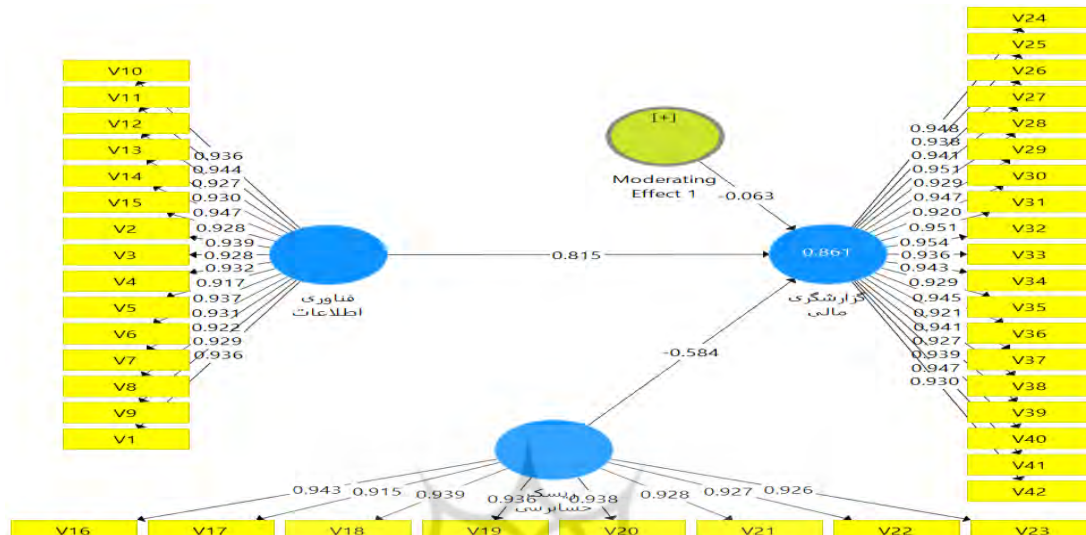 V10
V11
V12
V13
V14
V15
V2
V3
V4
V5
V6
V7
V8
V9
V1
0.936
0.944
0.927
0.930
0.947
0.928
0.939
0.928
0.932
0.917
0.937
0.931
0.922
0.929
0.936
فناوری
اطلاعات
0.815
[+]
Moderating
Effect 1
-0.063
0.861
گزارشگری
مالی
-0.584
0.948
0.938
0.941
0.951
0.929
0.947
0.920
0.951
0.954
0.936
0.943
0.929
0.945
0.921
0.941
0.927
0.939
0.947
0.930
V24
V25
V26
V27
V28
V29
V30
V31
V32
V33
V34
V35
V36
V37
V38
V39
V40
V41
V42
ریسک
حسابرسی
0.943
0.915
0.939
0.936
0.938
0.928
0.927
0.926
V16
V17
V18
V19
V20
V21
V22
V23